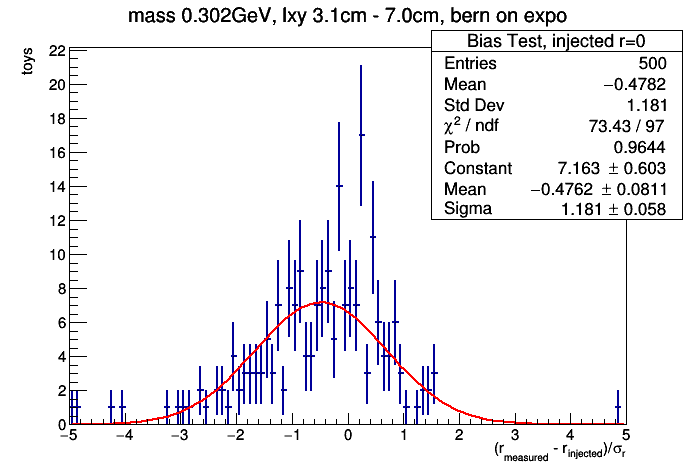 mass 0.302GeV, lxy 3.1cm - 7.0cm, bern on expo
Bias Test, injected r=0
Entries 500
Mean −0.4782
Std Dev 1.181
χ² / ndf 73.43 / 97
Prob 0.9644
Constant 7.163 ± 0.603
Mean −0.4762 ± 0.0811
Sigma 1.181 ± 0.058
toys
22
20
18
16
14
12
10
8
6
4
2
0
−5 −4 −3 −2 −1 0 1 2 3 4 5
(r_measured - r_injected)/σ_r